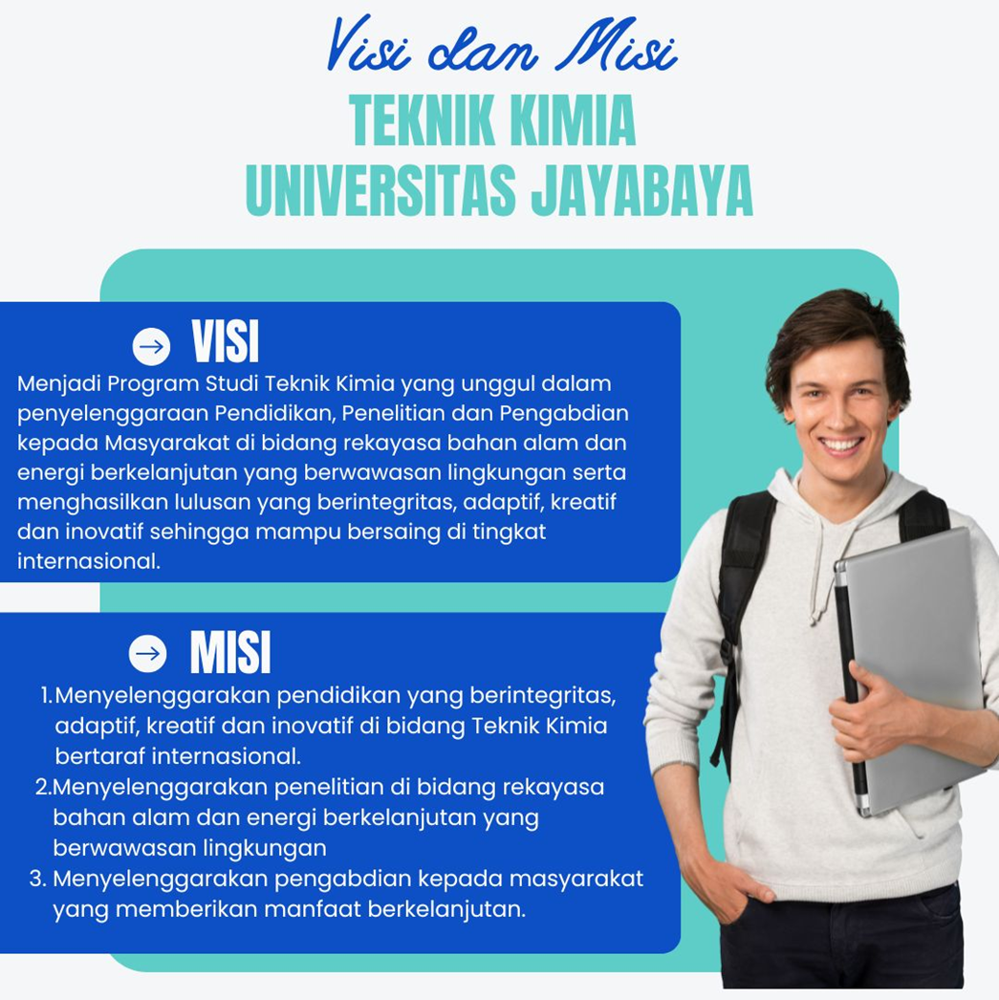 Visi dan Misi
TEKNIK KIMIA
UNIVERSITAS JAYABAYA
VISI
Menjadi Program Studi Teknik Kimia yang unggul dalam
penyelenggaraan Pendidikan, Penelitian dan Pengabdian
kepada Masyarakat di bidang rekayasa bahan alam dan
energi berkelanjutan yang berwawasan lingkungan serta
menghasilkan lulusan yang berintegritas, adaptif, kreatif
dan inovatif sehingga mampu bersaing di tingkat
internasional.
MISI
1. Menyelenggarakan pendidikan yang berintegritas,
adaptif, kreatif dan inovatif di bidang Teknik Kimia
bertaraf internasional.
2. Menyelenggarakan penelitian di bidang rekayasa
bahan alam dan energi berkelanjutan yang
berwawasan lingkungan
3. Menyelenggarakan pengabdian kepada masyarakat
yang memberikan manfaat berkelanjutan.